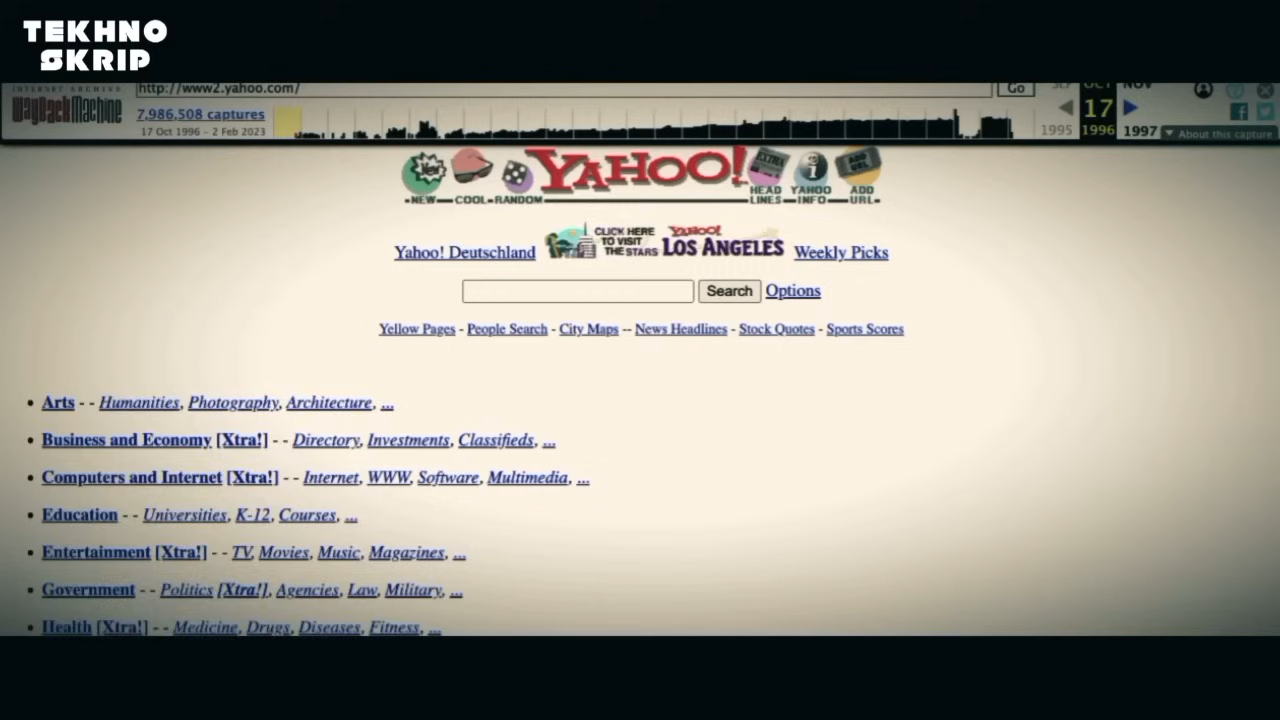 TEKHNO
SKRIP
INTERNET ARCHIVE
WayBackMachine
http://www2.yahoo.com/
Go
SEP OCT NOV
7,986,508 captures
17
17 Oct 1996 - 2 Feb 2023
1995 1996 1997 About this capture
New
EXTRA
i
ADD URL
YAHOO!
NEW COOL RANDOM
HEAD LINES YAHOO INFO ADD URL
Yahoo! Deutschland
CLICK HERE TO VISIT THE STARS
YAHOO! LOS ANGELES
Weekly Picks
Search Options
Yellow Pages - People Search - City Maps -- News Headlines - Stock Quotes - Sports Scores
• Arts - - Humanities, Photography, Architecture, ...
• Business and Economy [Xtra!] - - Directory, Investments, Classifieds, ...
• Computers and Internet [Xtra!] - - Internet, WWW, Software, Multimedia, ...
• Education - - Universities, K-12, Courses, ...
• Entertainment [Xtra!] - - TV, Movies, Music, Magazines, ...
• Government - - Politics [Xtra!], Agencies, Law, Military, ...
• Health [Xtra!] - - Medicine, Drugs, Diseases, Fitness, ...